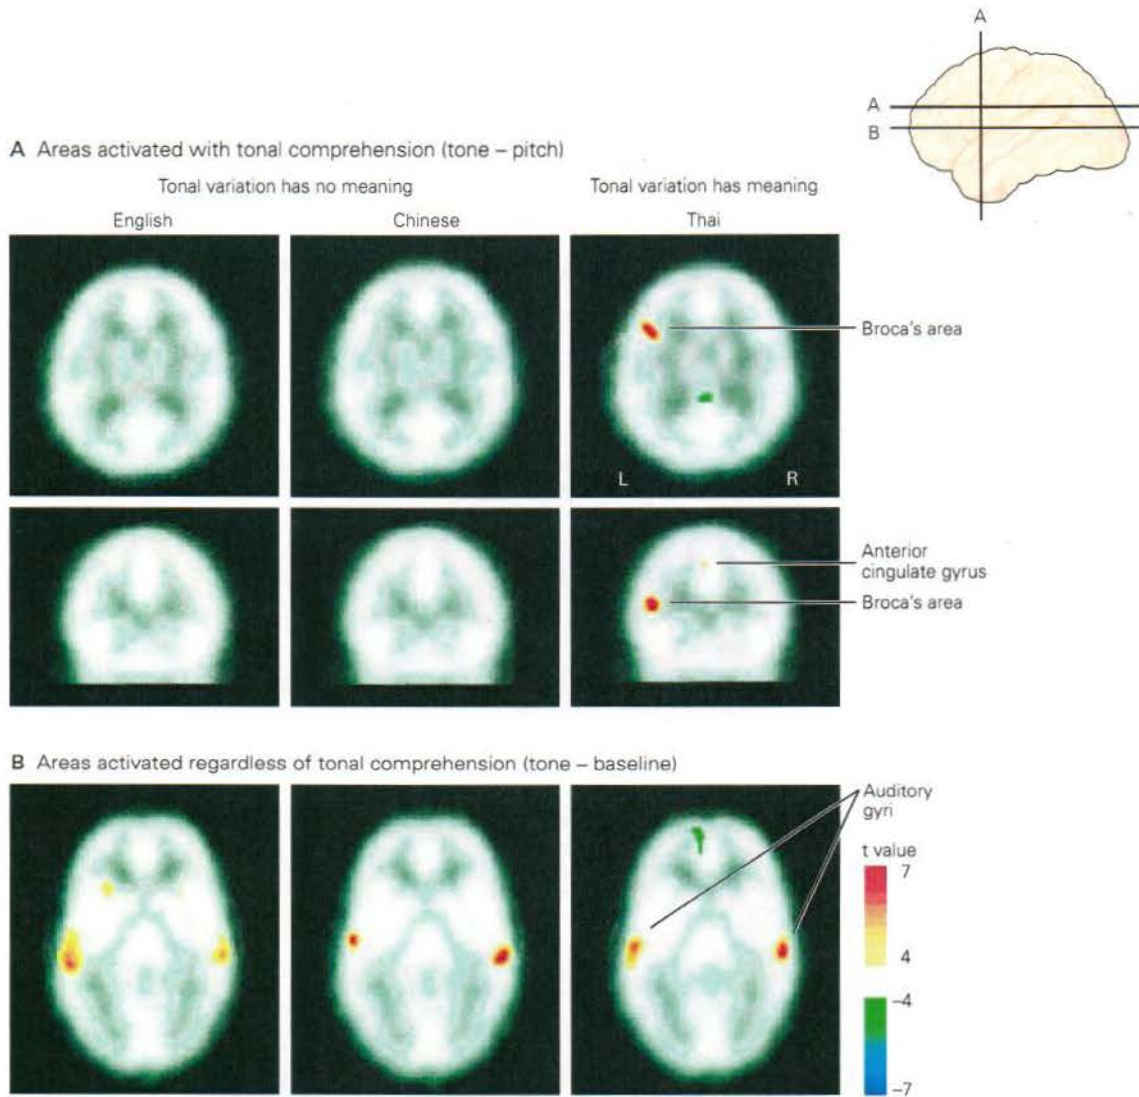 A
A
B
A Areas activated with tonal comprehension (tone – pitch)
Tonal variation has no meaning
Tonal variation has meaning
English
Chinese
Thai
Broca's area
L
R
Anterior
cingulate gyrus
Broca's area
B Areas activated regardless of tonal comprehension (tone – baseline)
Auditory
gyri
t value
7
4
–4
–7